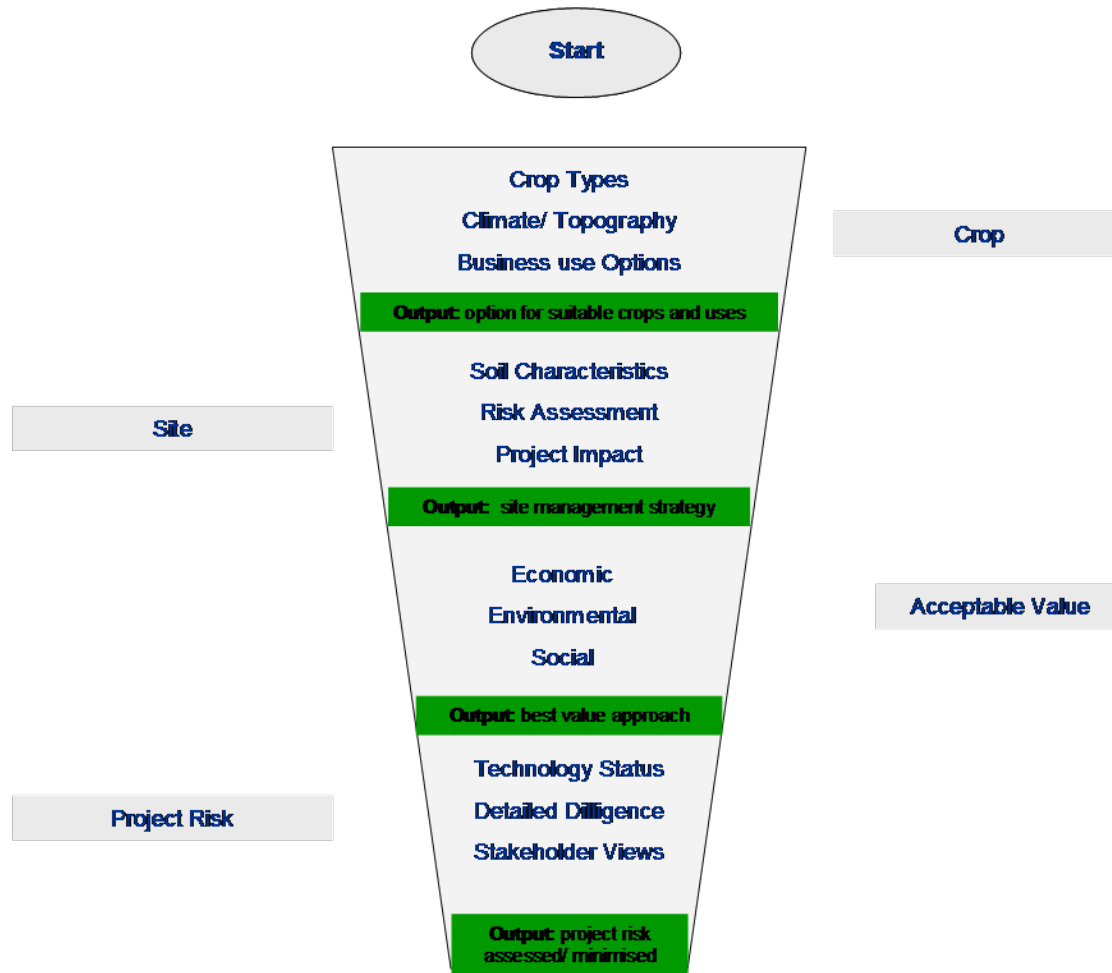 Start
Crop Types
Climate/ Topography
Business use Options
Crop
Output: option for suitable crops and uses
Soil Characteristics
Risk Assessment
Project Impact
Site
Output: site management strategy
Economic
Environmental
Social
Acceptable Value
Output: best value approach
Technology Status
Detailed Dilligence
Stakeholder Views
Project Risk
Output: project risk
assessed/ minimised